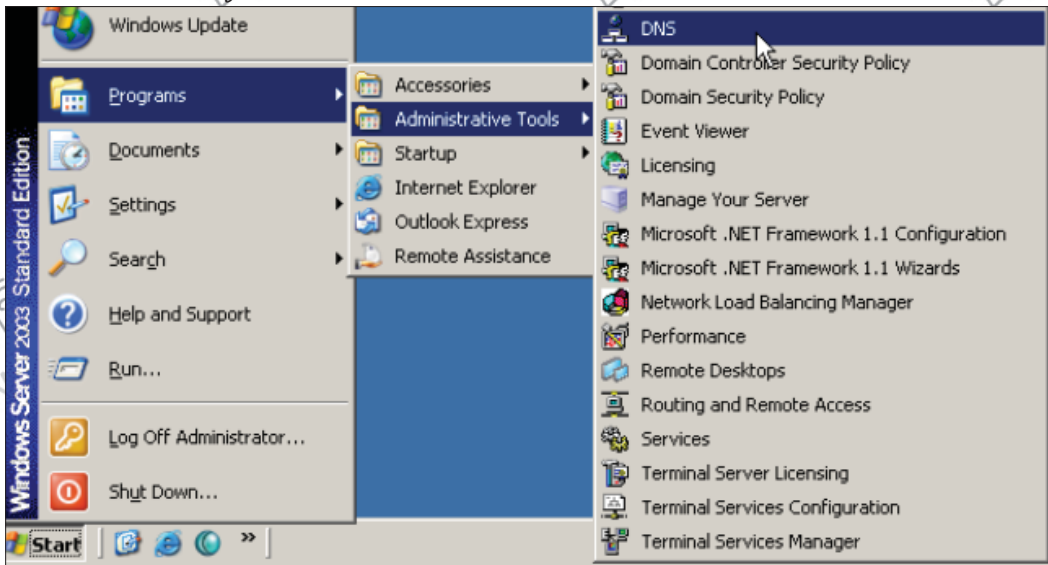 Windows Update
Programs
Documents
Settings
Search
Help and Support
Run...
Log Off Administrator...
Shut Down...
Windows Server 2003 Standard Edition
Start
»
Accessories
Administrative Tools
Startup
Internet Explorer
Outlook Express
Remote Assistance
DNS
Domain Controller Security Policy
Domain Security Policy
Event Viewer
Licensing
Manage Your Server
Microsoft .NET Framework 1.1 Configuration
Microsoft .NET Framework 1.1 Wizards
Network Load Balancing Manager
Performance
Remote Desktops
Routing and Remote Access
Services
Terminal Server Licensing
Terminal Services Configuration
Terminal Services Manager